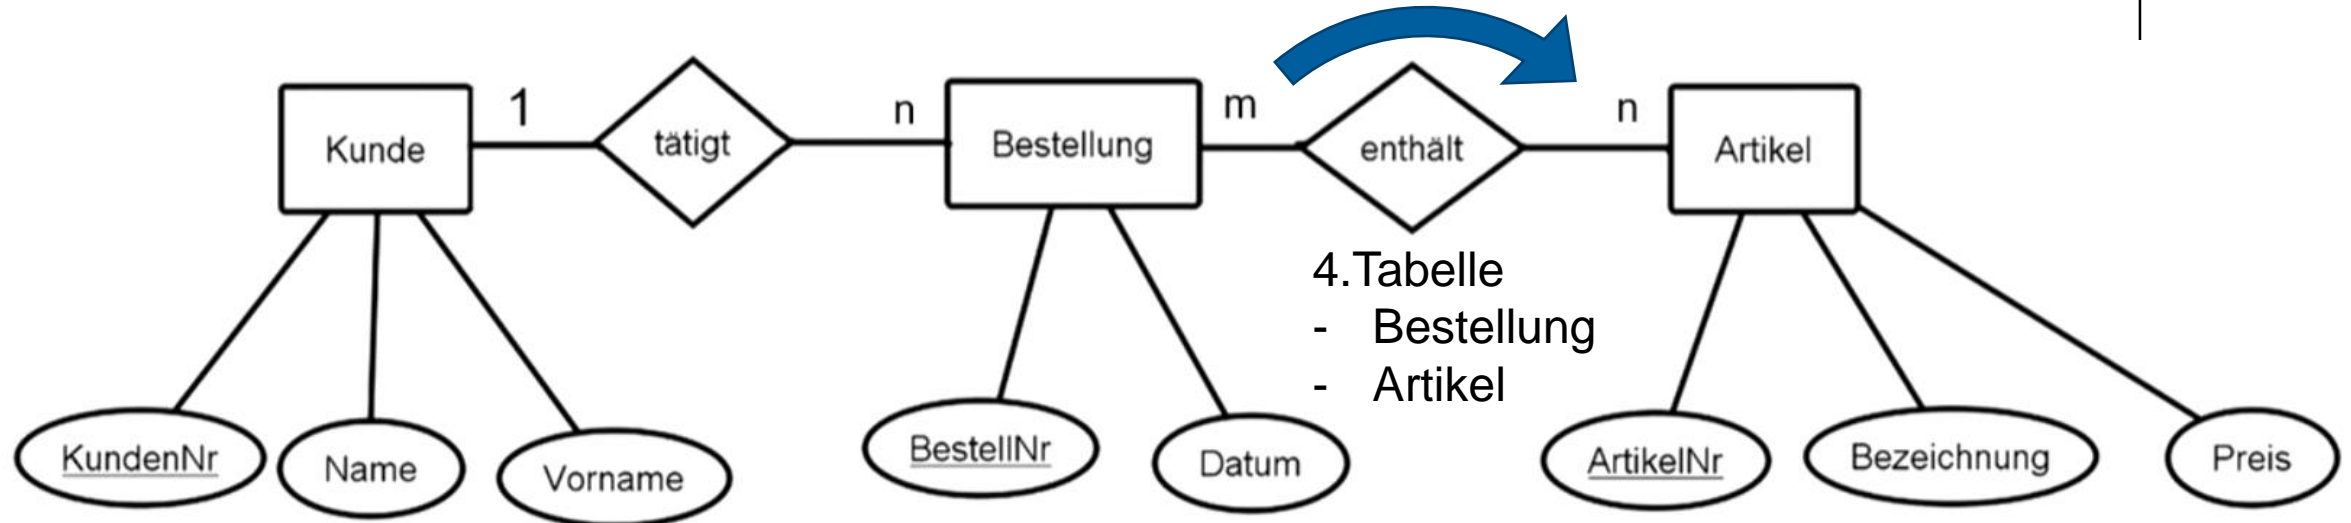 Kunde
1
tätigt
n
Bestellung
m
enthält
n
Artikel
4.Tabelle
- Bestellung
- Artikel
KundenNr
Name
Vorname
BestellNr
Datum
ArtikelNr
Bezeichnung
Preis